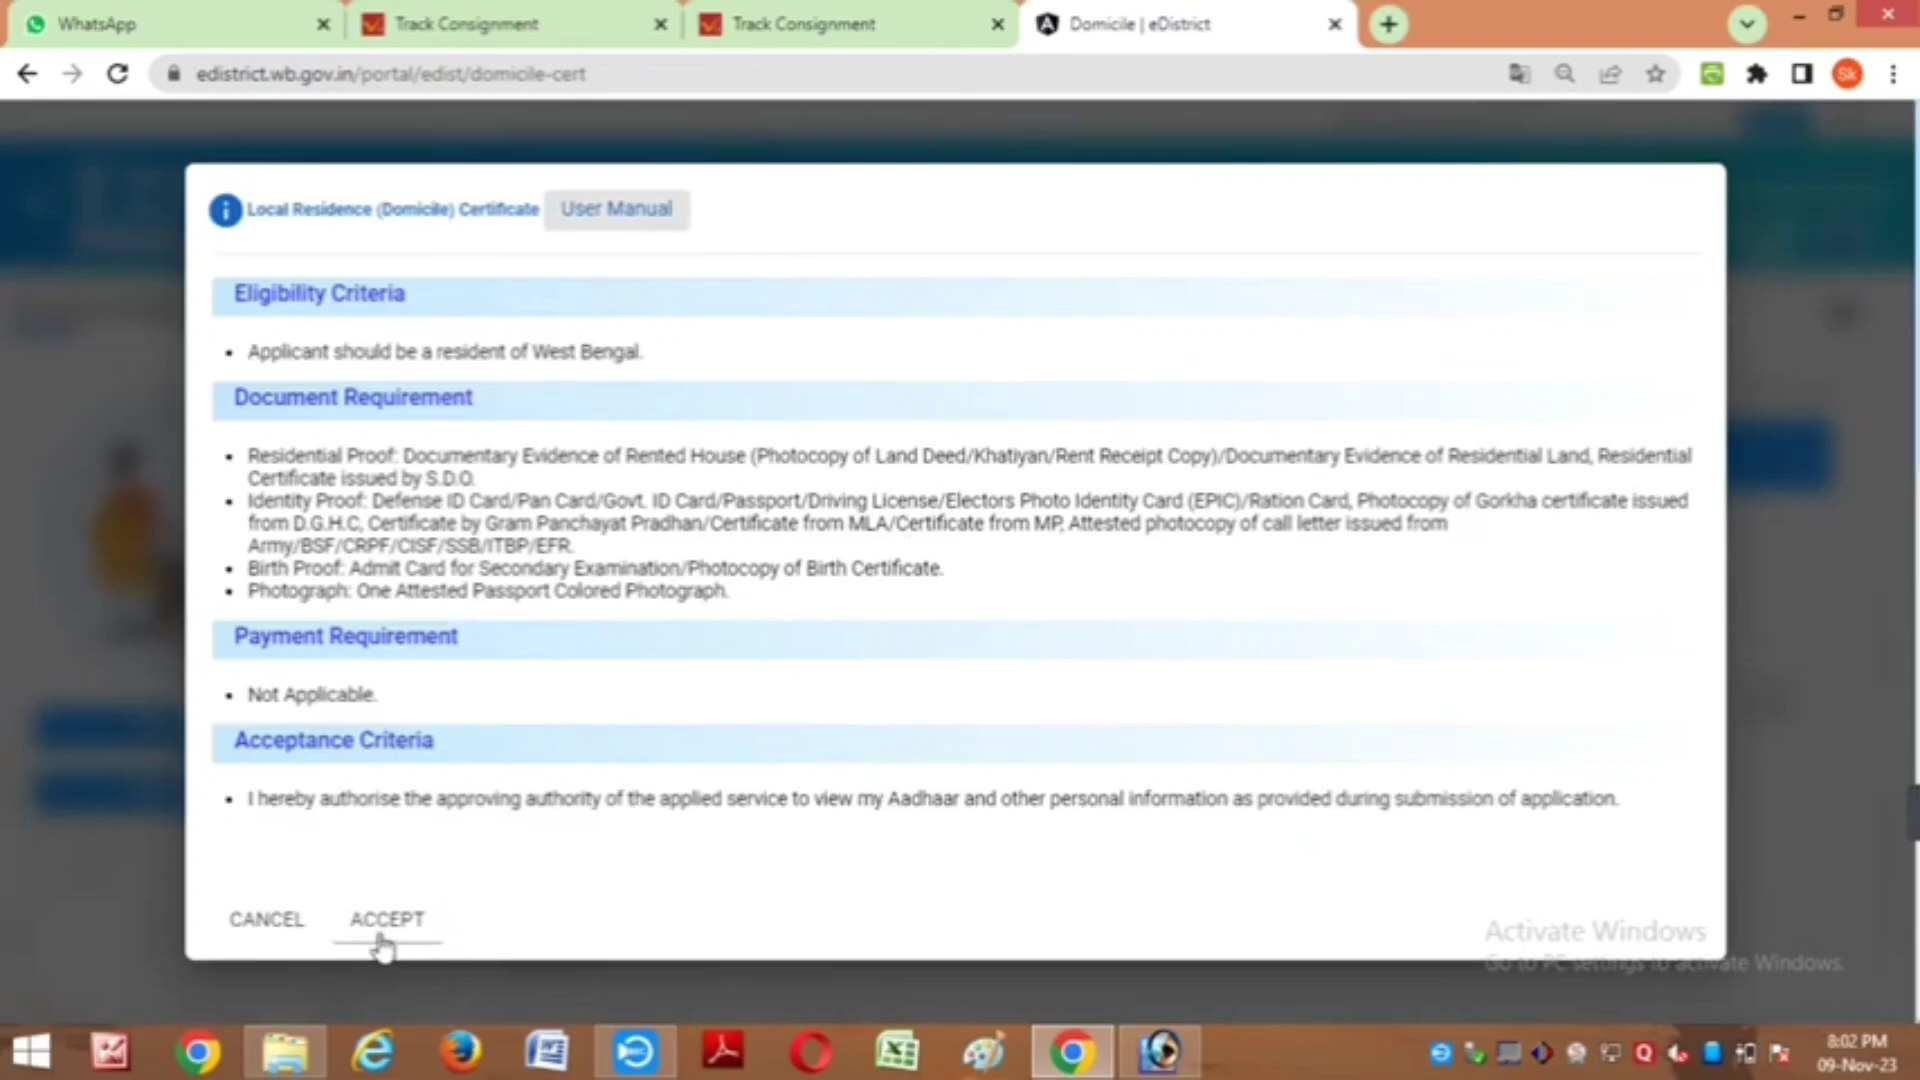 WhatsApp
Track Consignment
Track Consignment
Domicile | eDistrict
edistrict.wb.gov.in/portal/edist/domicile-cert
Sk
Local Residence (Domicile) Certificate User Manual
Eligibility Criteria
• Applicant should be a resident of West Bengal.
Document Requirement
• Residential Proof: Documentary Evidence of Rented House (Photocopy of Land Deed/Khatiyan/Rent Receipt Copy)/Documentary Evidence of Residential Land, Residential
Certificate issued by S.D.O.
• Identity Proof: Defense ID Card/Pan Card/Govt. ID Card/Passport/Driving License/Electors Photo Identity Card (EPIC)/Ration Card, Photocopy of Gorkha certificate issued
from D.G.H.C, Certificate by Gram Panchayat Pradhan/Certificate from MLA/Certificate from MP, Attested photocopy of call letter issued from
Army/BSF/CRPF/CISF/SSB/ITBP/EFR.
• Birth Proof: Admit Card for Secondary Examination/Photocopy of Birth Certificate.
• Photograph: One Attested Passport Colored Photograph.
Payment Requirement
• Not Applicable.
Acceptance Criteria
• I hereby authorise the approving authority of the applied service to view my Aadhaar and other personal information as provided during submission of application.
CANCEL ACCEPT
Activate Windows
Go to PC settings to activate Windows.
8:02 PM
09-Nov-23